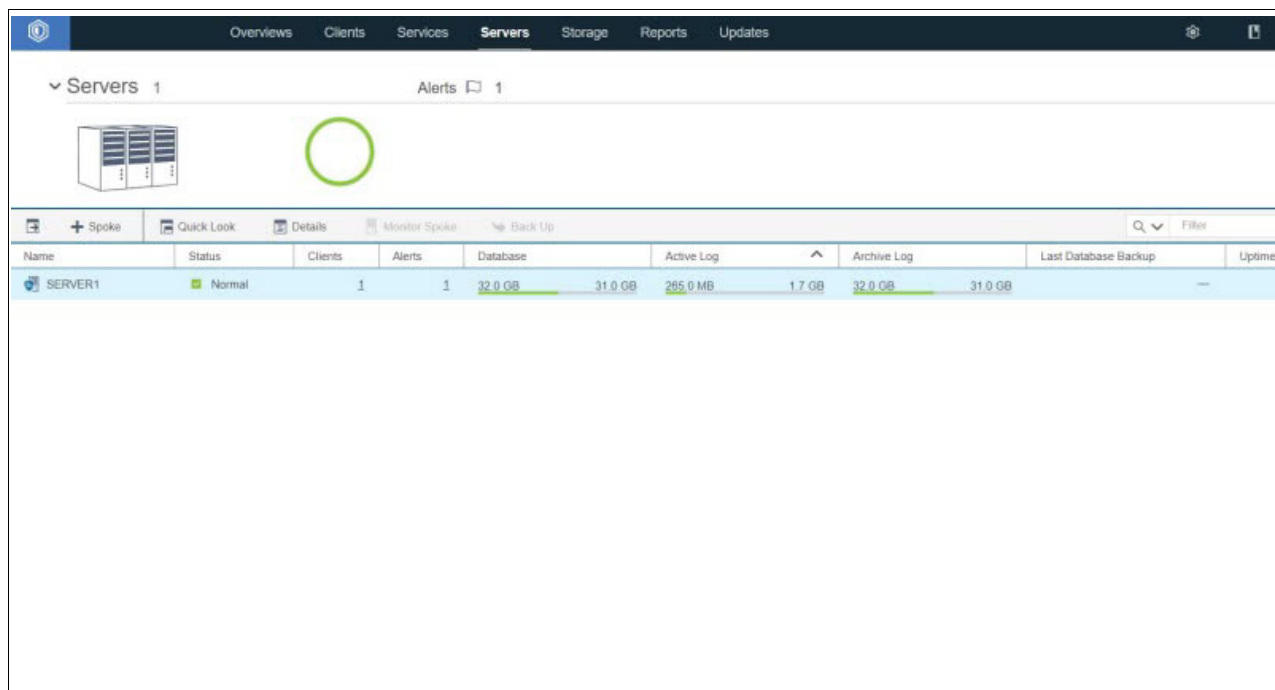 Overviews Clients Services Servers Storage Reports Updates
Servers 1 Alerts 1
+ Spoke Quick Look Details Monitor Spoke Back Up Filter
Name Status Clients Alerts Database Active Log Archive Log Last Database Backup Uptime
SERVER1 Normal 1 1 32.0 GB 31.0 GB 265.0 MB 1.7 GB 32.0 GB 31.0 GB —